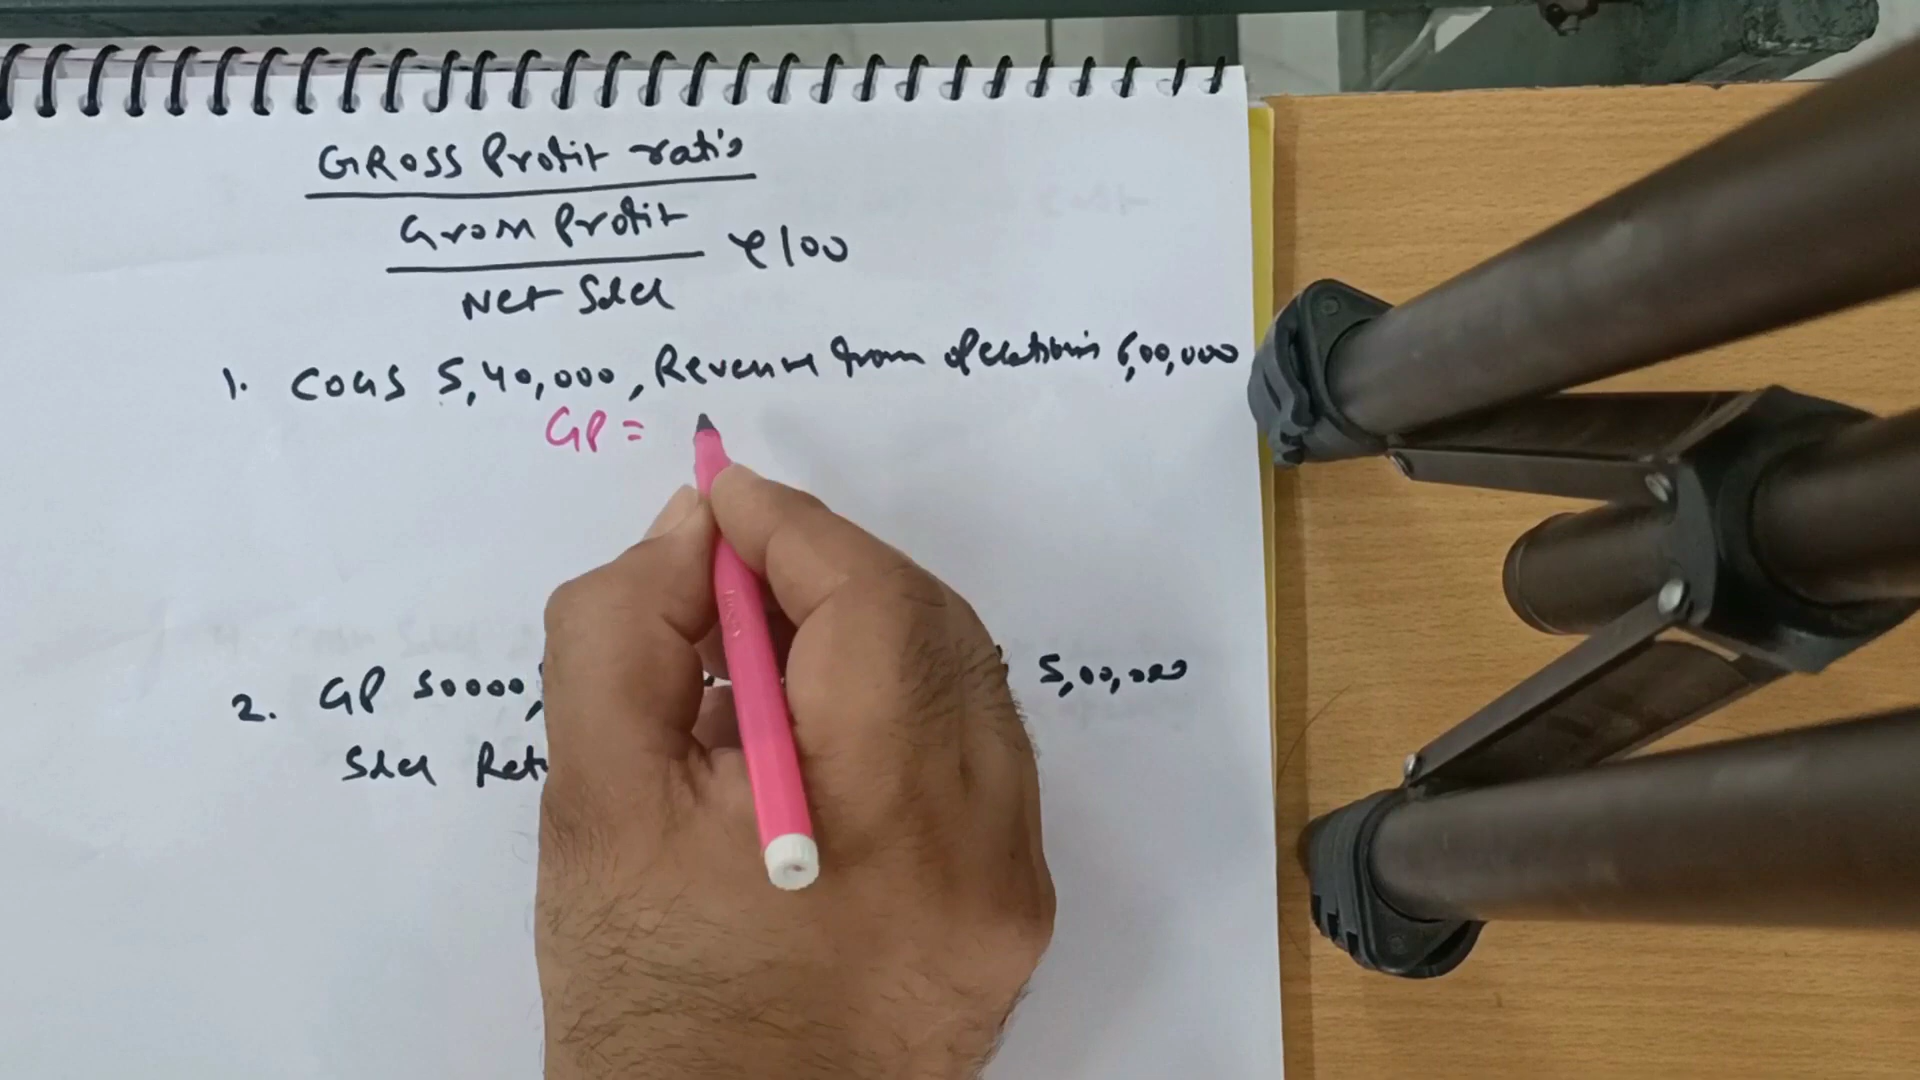 GROSS Profit ratio
Gross Profit
x100
Net Sales
1. COGS 5,40,000, Revenue from operations 6,00,000
GP =
2. GP 50000, 5,00,000
Sales Retu